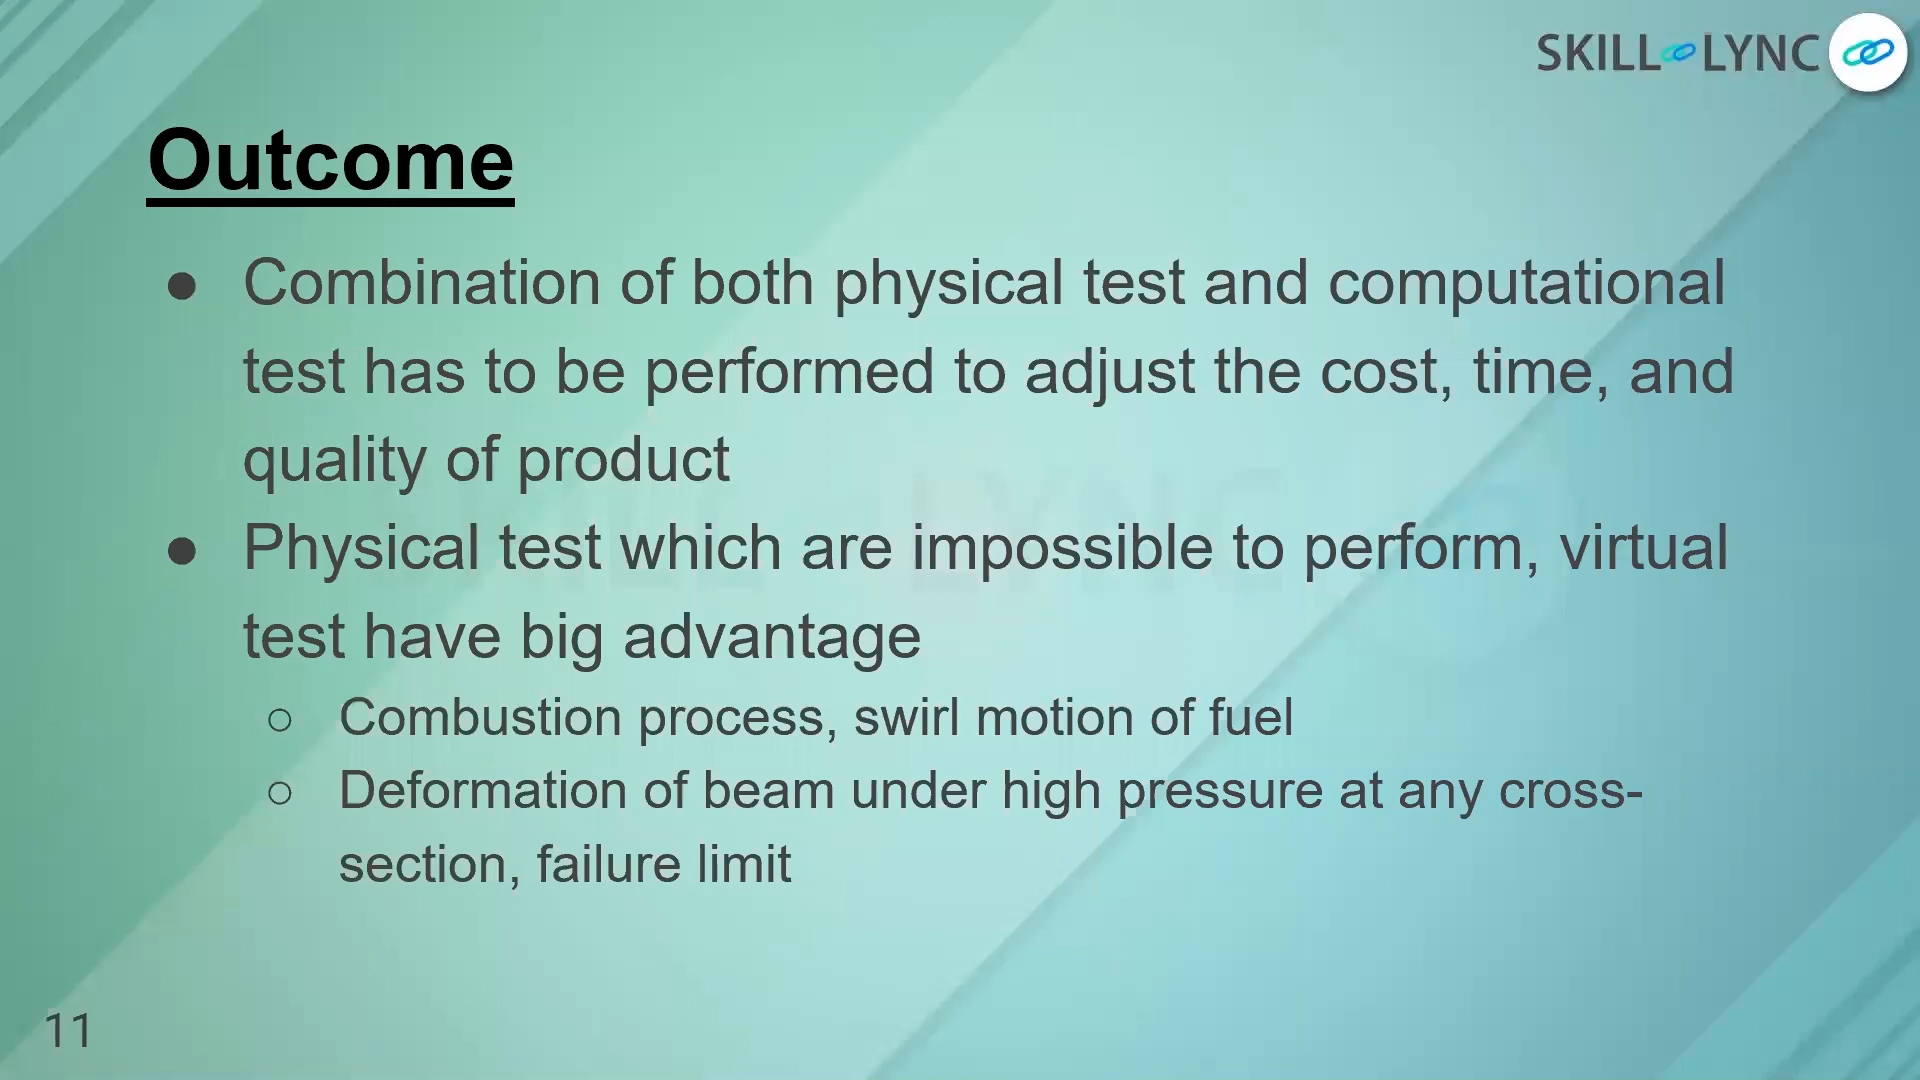 SKILL LYNC
Outcome
● Combination of both physical test and computational
test has to be performed to adjust the cost, time, and
quality of product
● Physical test which are impossible to perform, virtual
test have big advantage
○ Combustion process, swirl motion of fuel
○ Deformation of beam under high pressure at any cross-
section, failure limit
11